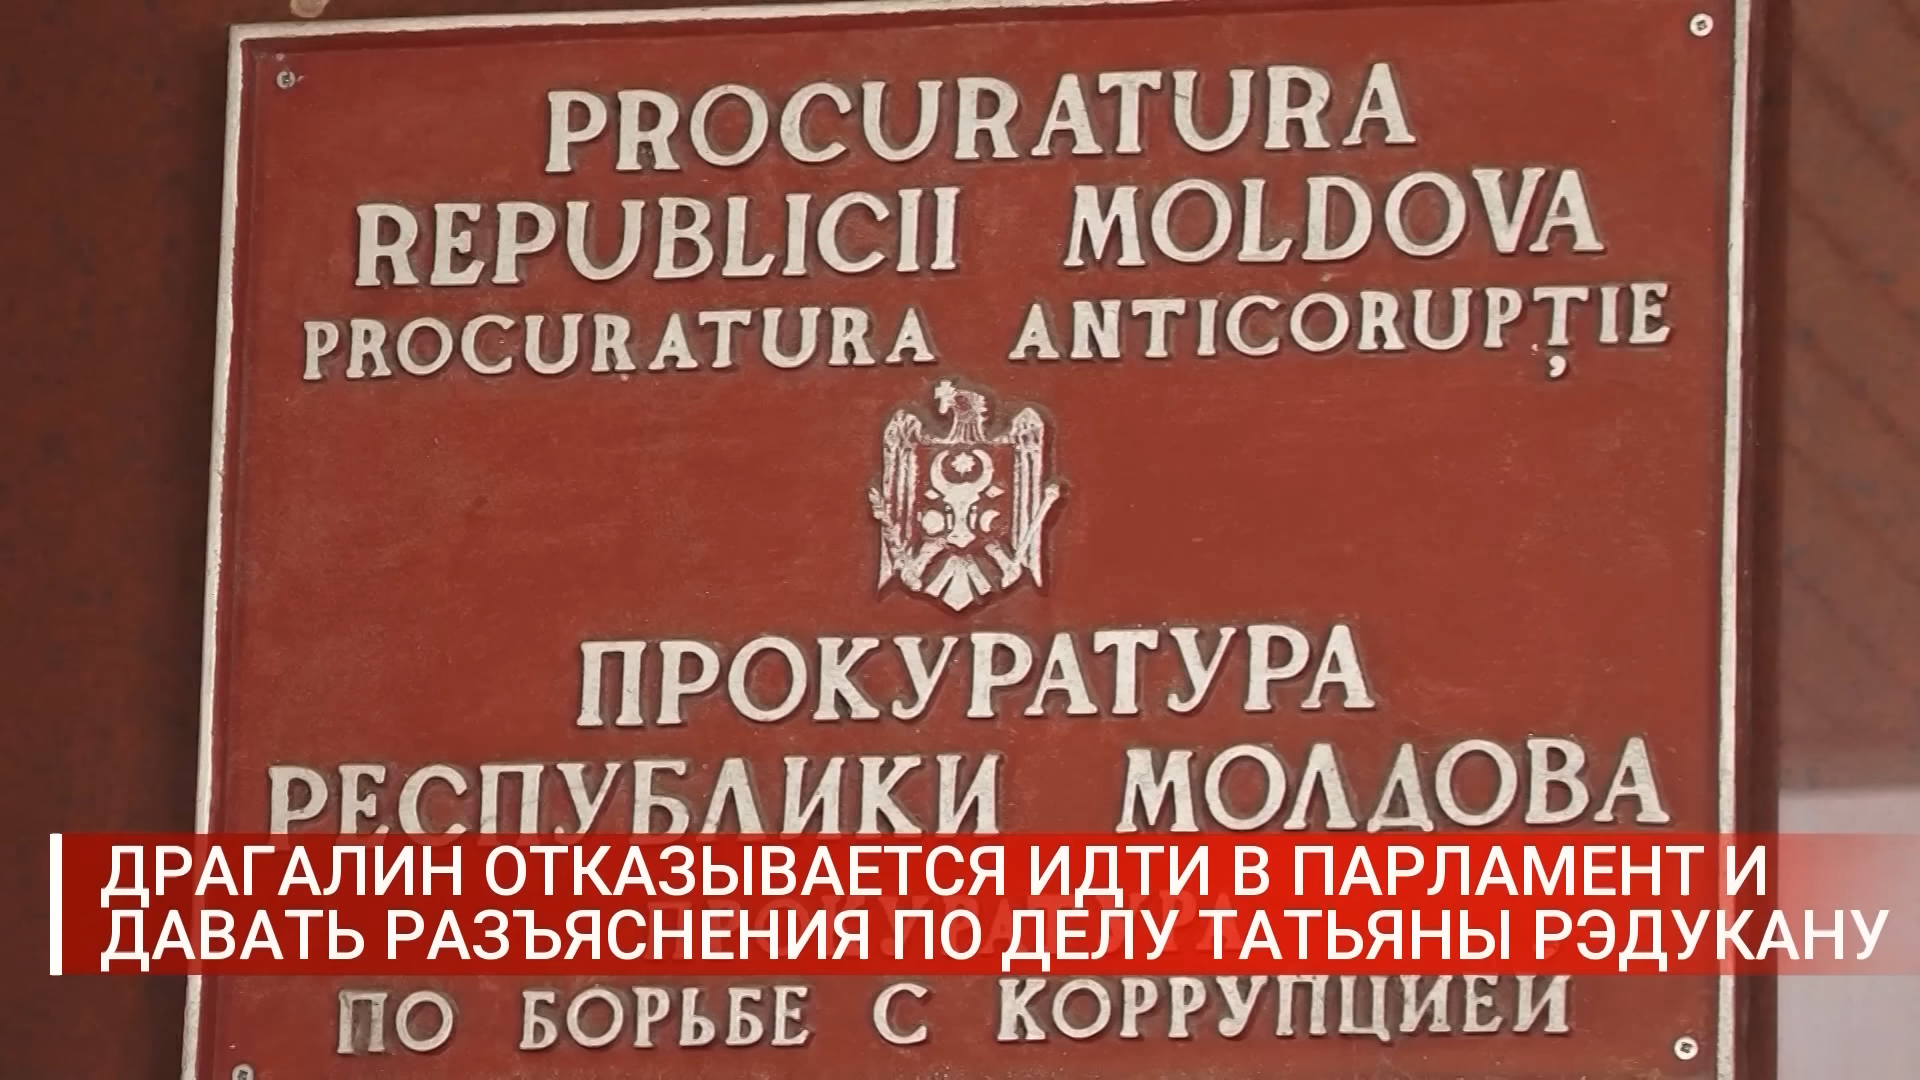 PROCURATURA
REPUBLICII MOLDOVA
PROCURATURA ANTICORUPȚIE
ПРОКУРАТУРА
РЕСПУБЛИКИ МОЛДОВА
ДРАГАЛИН ОТКАЗЫВАЕТСЯ ИДТИ В ПАРЛАМЕНТ И
ДАВАТЬ РАЗЪЯСНЕНИЯ ПО ДЕЛУ ТАТЬЯНЫ РЭДУКАНУ
ПО БОРЬБЕ С КОРРУПЦИЕЙ